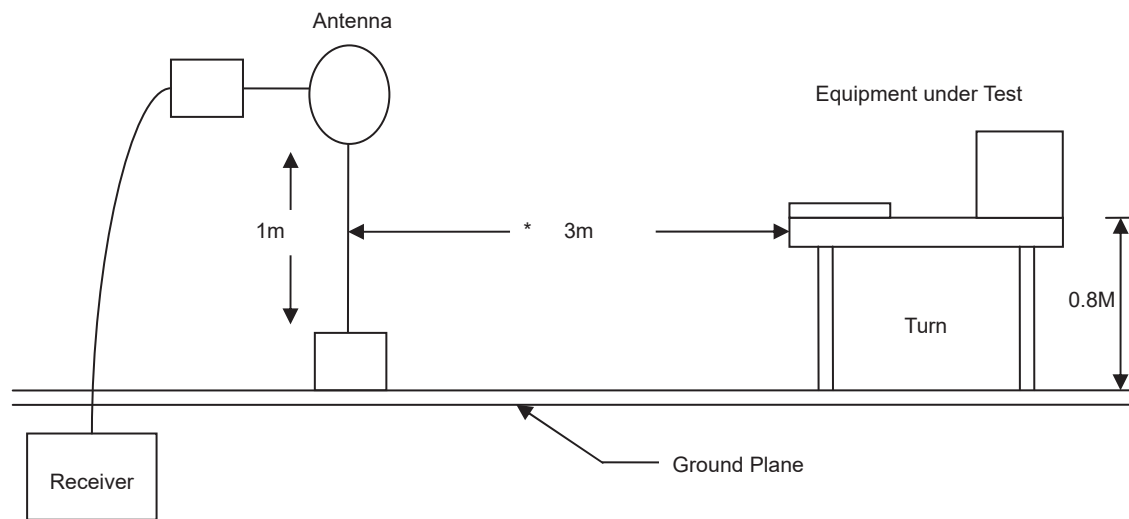 Antenna
Equipment under Test
1m
* 3m
0.8M
Turn
Ground Plane
Receiver